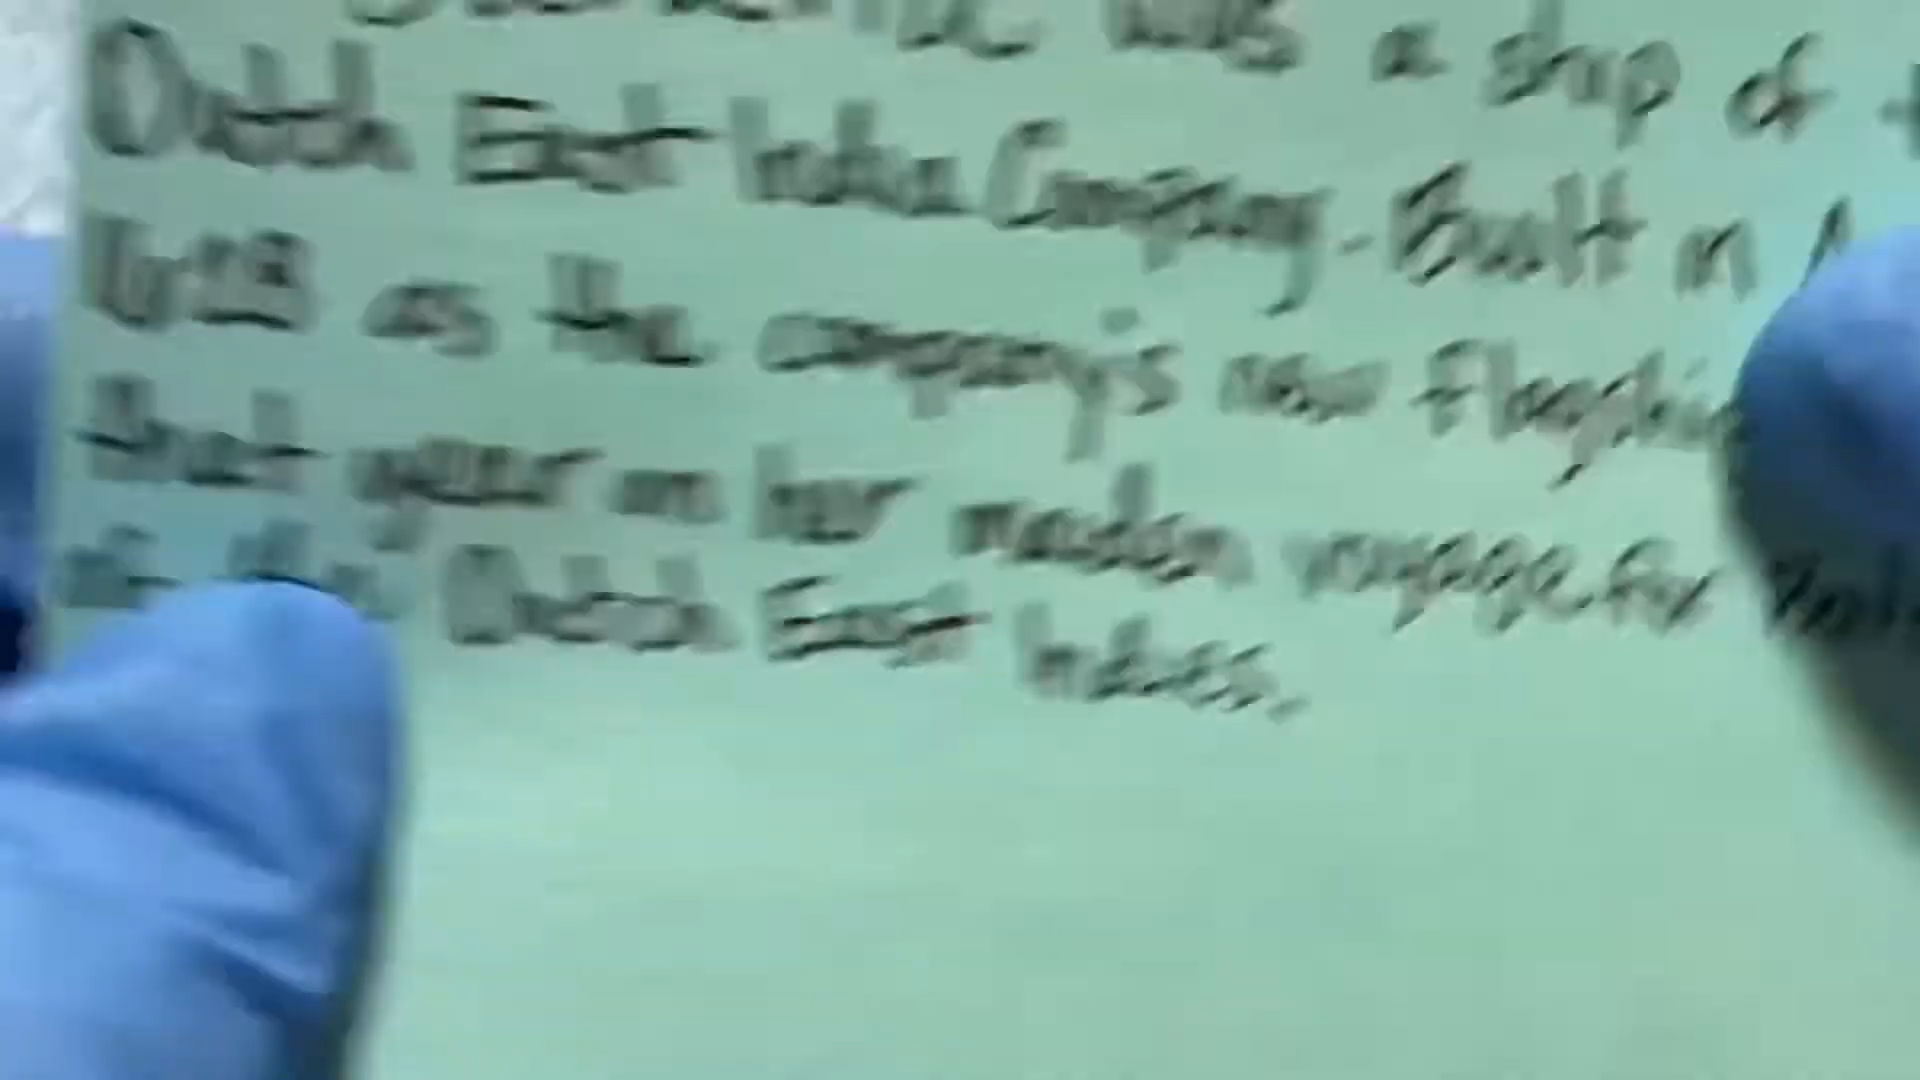 was a ship of
Dutch East India Company. Built in
1628 as the company's new flagship
that year on her maiden voyage for
Dutch East Indies.